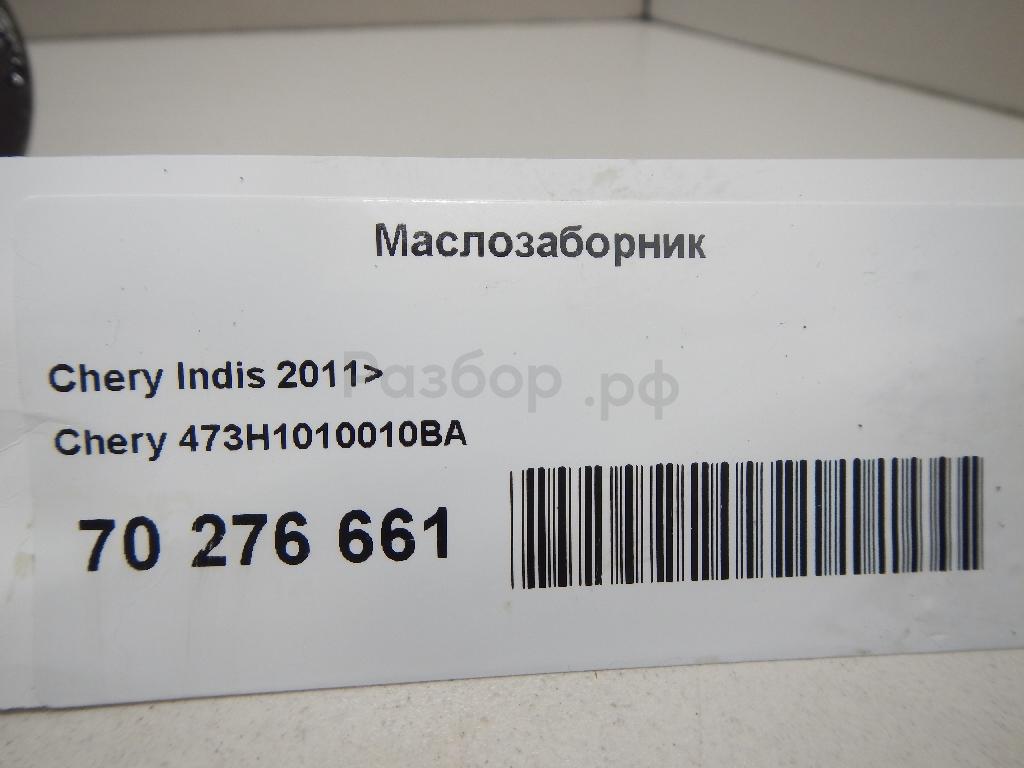 Маслозаборник
Chery Indis 2011>
Разбор.рф
Chery 473H1010010BA
70 276 661